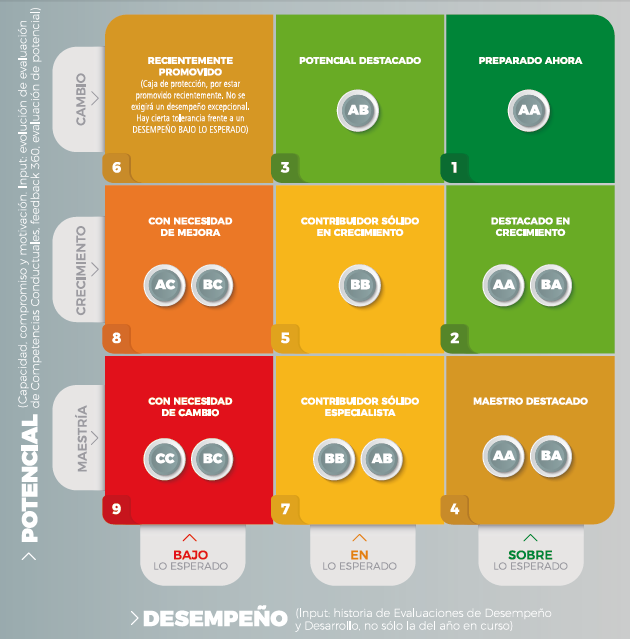 POTENCIAL
(Capacidad, compromiso y motivación. Input: evolución de evaluación
de Competencias Conductuales, feedback 360, evaluación de potencial)
CAMBIO
RECIENTEMENTE
PROMOVIDO
(Caja de protección, por estar
promovido recientemente. No se
exigirá un desempeño excepcional.
Hay cierta tolerancia frente a un
DESEMPEÑO BAJO LO ESPERADO)
6
POTENCIAL DESTACADO
AB
3
PREPARADO AHORA
AA
1
CRECIMIENTO
CON NECESIDAD
DE MEJORA
AC BC
8
CONTRIBUIDOR SÓLIDO
EN CRECIMIENTO
BB
5
DESTACADO EN
CRECIMIENTO
AA BA
2
MAESTRÍA
CON NECESIDAD
DE CAMBIO
CC BC
9
CONTRIBUIDOR SÓLIDO
ESPECIALISTA
BB AB
7
MAESTRO DESTACADO
AA BA
4
BAJO
LO ESPERADO
EN
LO ESPERADO
SOBRE
LO ESPERADO
DESEMPEÑO
(Input: historia de Evaluaciones de Desempeño
y Desarrollo, no sólo la del año en curso)